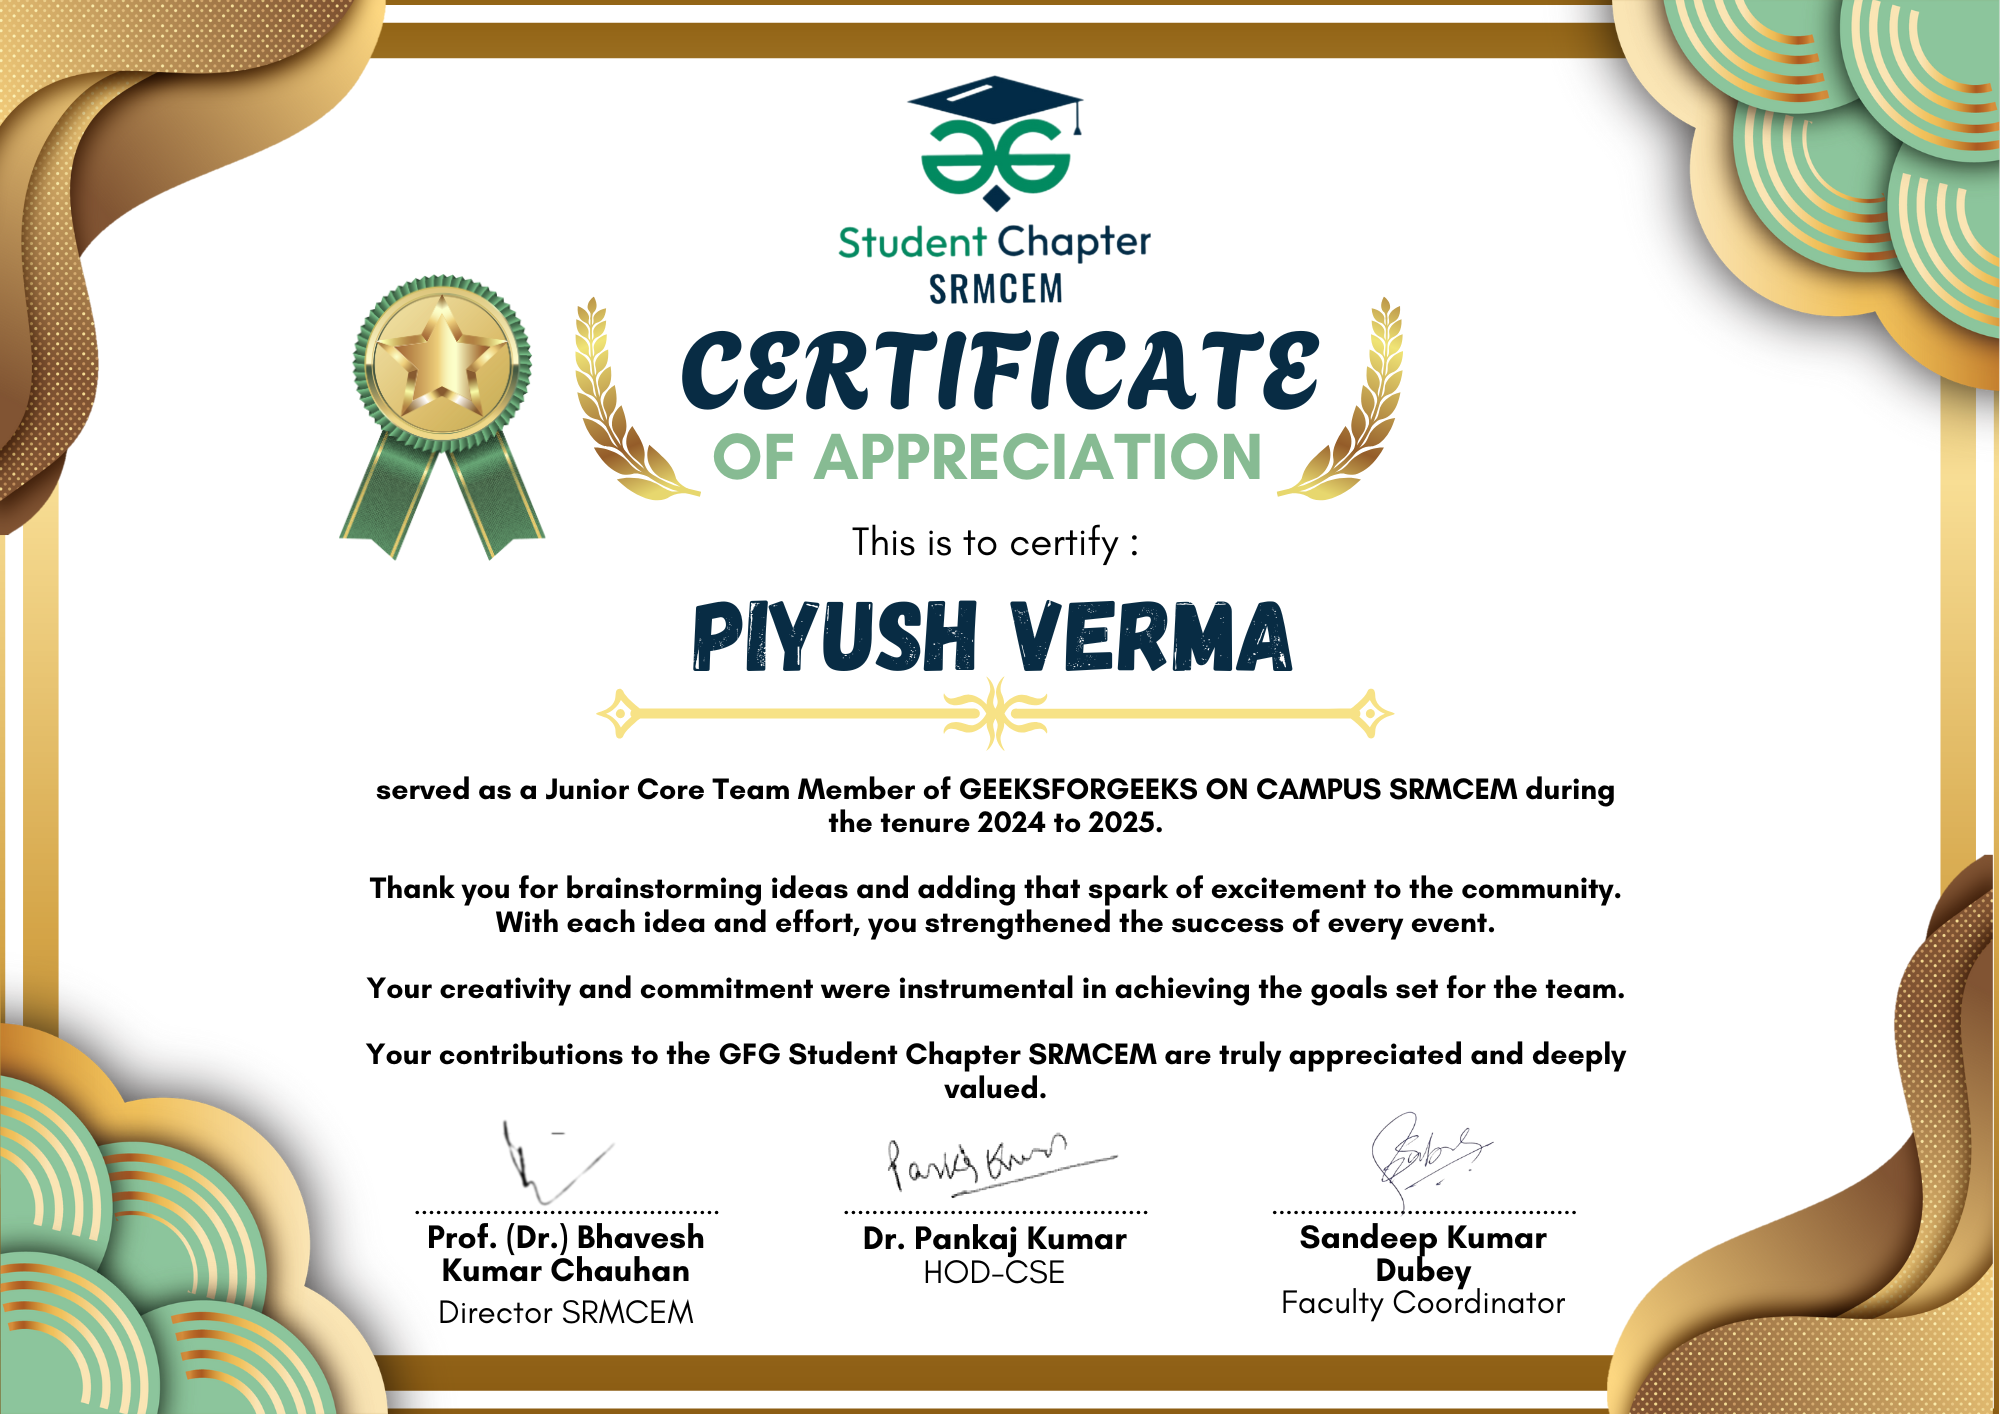 Student Chapter
SRMCEM
CERTIFICATE
OF APPRECIATION
This is to certify :
PIYUSH VERMA
served as a Junior Core Team Member of GEEKSFORGEEKS ON CAMPUS SRMCEM during
the tenure 2024 to 2025.
Thank you for brainstorming ideas and adding that spark of excitement to the community.
With each idea and effort, you strengthened the success of every event.
Your creativity and commitment were instrumental in achieving the goals set for the team.
Your contributions to the GFG Student Chapter SRMCEM are truly appreciated and deeply
valued.
Pankaj Kumar
Prof. (Dr.) Bhavesh
Kumar Chauhan
Director SRMCEM
Dr. Pankaj Kumar
HOD-CSE
Sandeep Kumar
Dubey
Faculty Coordinator